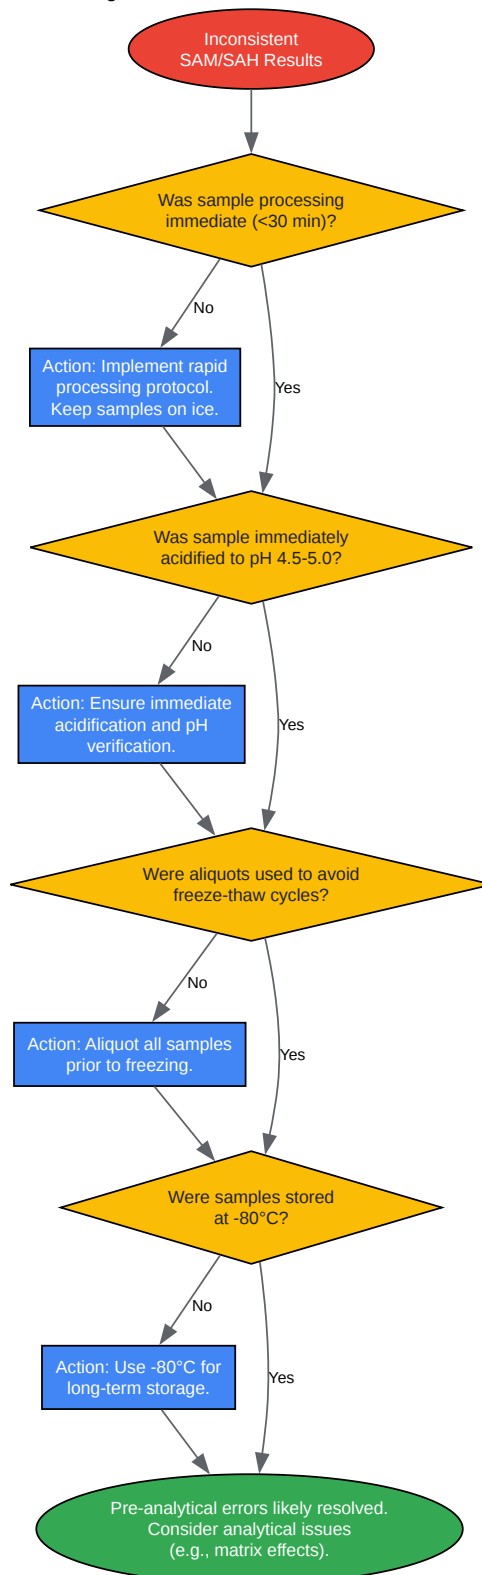 Inconsistent
SAM/SAH Results
Was sample processing
immediate (<30 min)?
No
Yes
Action: Implement rapid
processing protocol.
Keep samples on ice.
Was sample immediately
acidified to pH 4.5-5.0?
No
Yes
Action: Ensure immediate
acidification and pH
verification.
Were aliquots used to avoid
freeze-thaw cycles?
No
Yes
Action: Aliquot all samples
prior to freezing.
Were samples stored
at -80°C?
No
Yes
Action: Use -80°C for
long-term storage.
Pre-analytical errors likely resolved.
Consider analytical issues
(e.g., matrix effects).